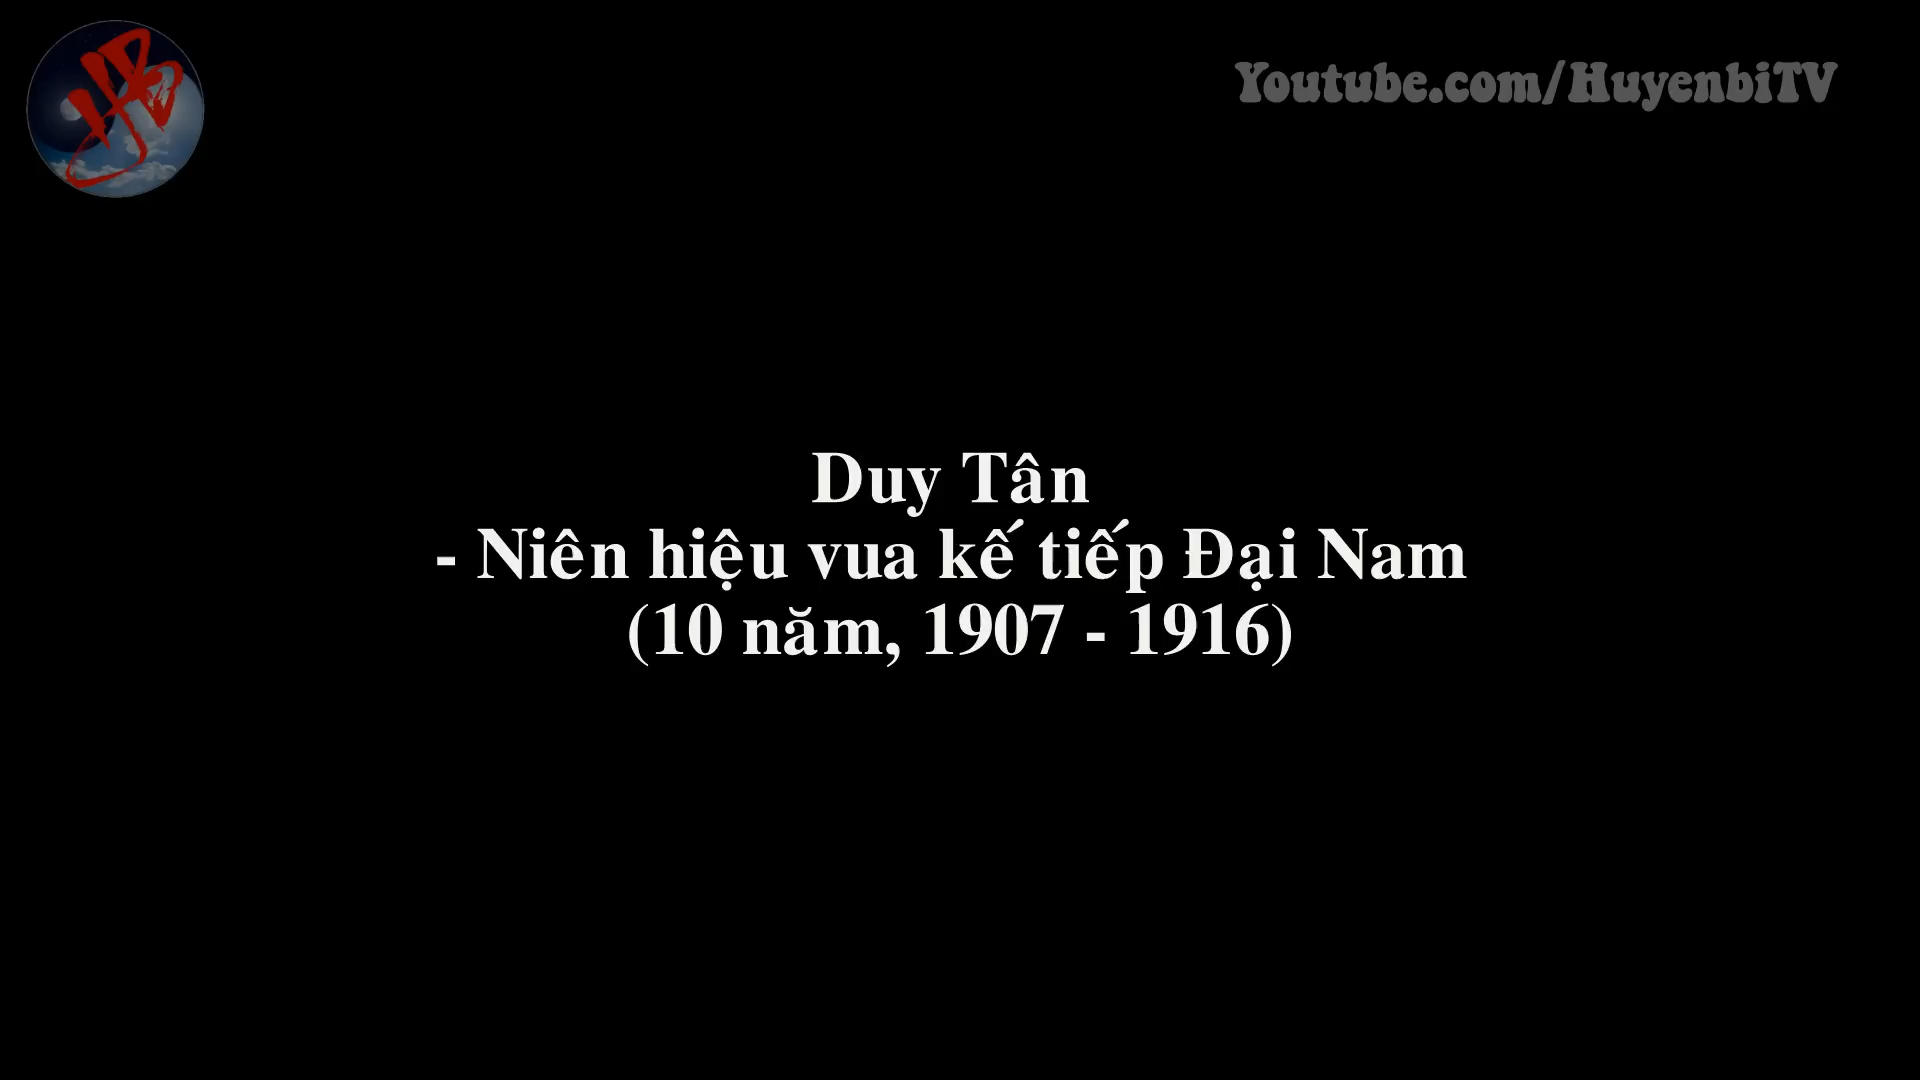 Youtube.com/HuyenbiTV
Duy Tân
- Niên hiệu vua kế tiếp Đại Nam
(10 năm, 1907 - 1916)